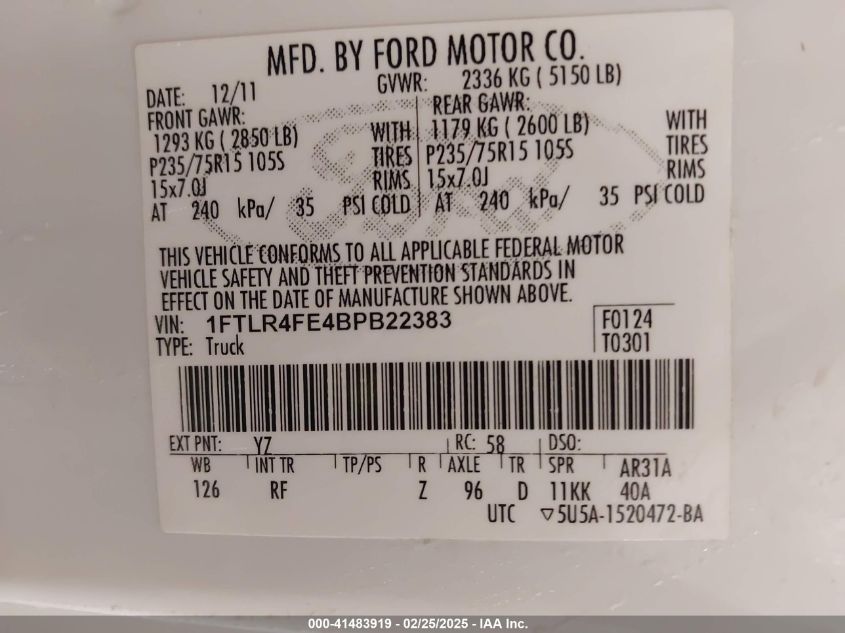 MFD. BY FORD MOTOR CO.
DATE: 12/11 GVWR: 2336 KG ( 5150 LB)
FRONT GAWR: REAR GAWR:
1293 KG ( 2850 LB) WITH 1179 KG ( 2600 LB) WITH
P235/75R15 105S TIRES P235/75R15 105S TIRES
15x7.0J RIMS 15x7.0J RIMS
AT 240 kPa/ 35 PSI COLD AT 240 kPa/ 35 PSI COLD
THIS VEHICLE CONFORMS TO ALL APPLICABLE FEDERAL MOTOR
VEHICLE SAFETY AND THEFT PREVENTION STANDARDS IN
EFFECT ON THE DATE OF MANUFACTURE SHOWN ABOVE.
VIN: 1FTLR4FE4BPB22383 F0124
TYPE: Truck T0301
EXT PNT: YZ RC: 58 DSO:
WB INT TR TP/PS R AXLE TR SPR AR31A
126 RF Z 96 D 11KK 40A
UTC ▽5U5A-1520472-BA
000-41483919 / 02/25/2025 - IAA Inc.